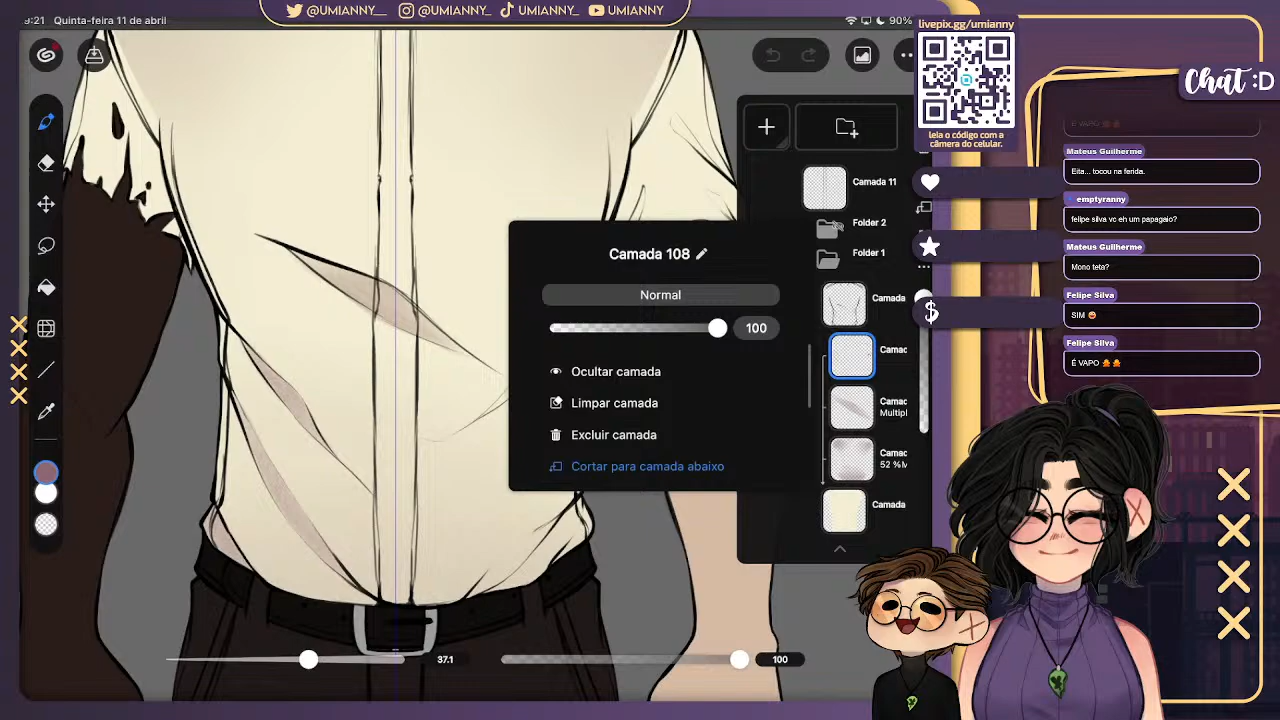 @UMIANNY__ @UMIANNY_ UMIANNY_ UMIANNY
9:21 Quinta-feira 11 de abril
90%
livepix.gg/umianny
leia o código com a
câmera do celular.
Chat :D
É VAPO
Mateus Guilherme
Eita... tocou na ferida.
emptyranny
felipe silva vc eh um papagaio?
Mateus Guilherme
Mono teta?
Felipe Silva
SIM
Felipe Silva
É VAPO
Camada 11
Folder 2
Folder 1
Camada
Camac
Camac
Multipl
Camac
52 %
Camada
Camada 108
Normal
100
Ocultar camada
Limpar camada
Excluir camada
Cortar para camada abaixo
37.1
100